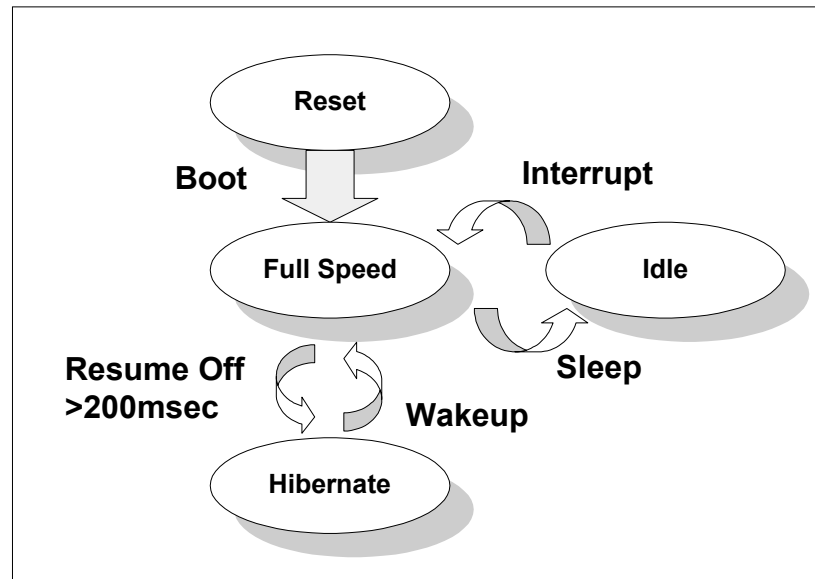 Reset
Boot
Interrupt
Full Speed
Idle
Sleep
Resume Off
>200msec
Wakeup
Hibernate